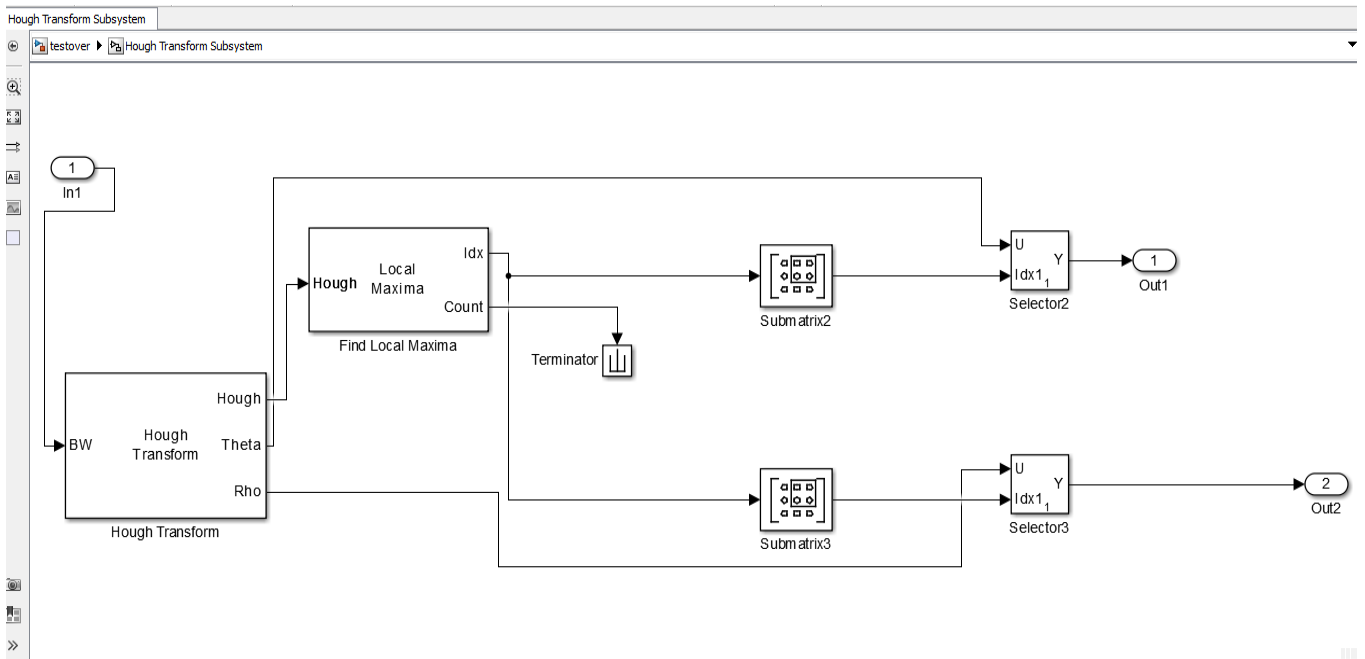 Hough Transform Subsystem
testover Hough Transform Subsystem
1
In1
Hough
Local
Maxima
Idx
Count
Find Local Maxima
Terminator
BW
Hough
Transform
Hough
Theta
Rho
Hough Transform
Submatrix2
U
Idx1
1
Y
Selector2
1
Out1
Submatrix3
U
Idx1
1
Y
Selector3
2
Out2